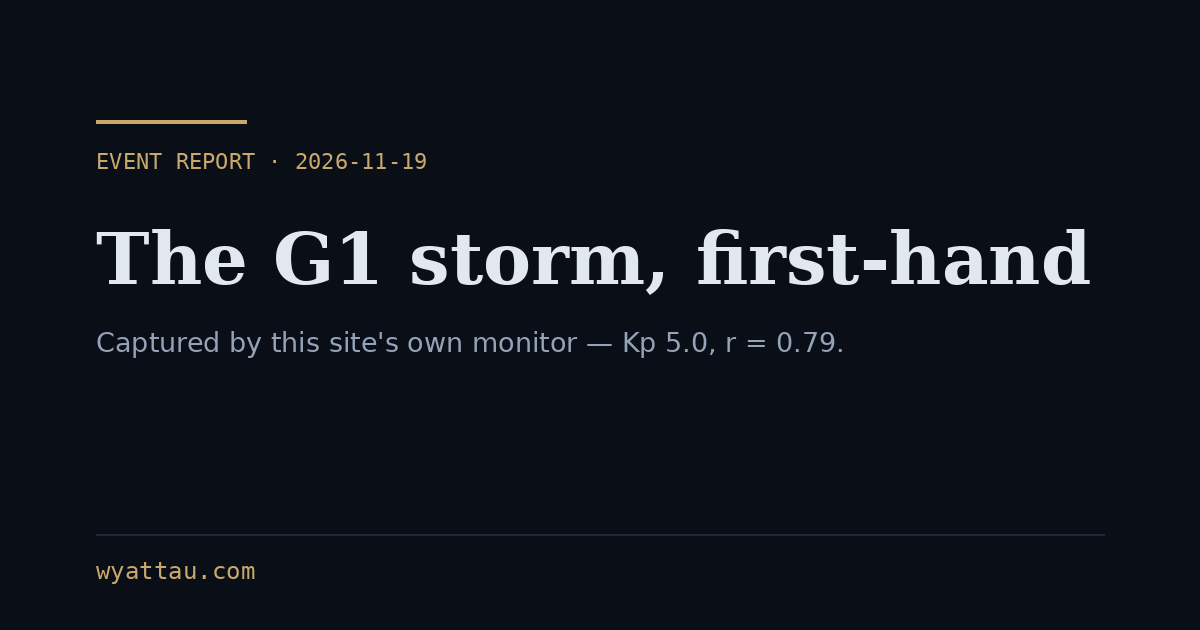 EVENT REPORT · 2026-11-19
The G1 storm, first-hand
Captured by this site's own monitor — Kp 5.0, r = 0.79.
wyattau.com